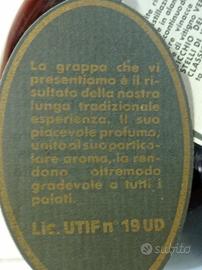 La grappa che vi
presentiamo è il ri-
sultato della nostra
lunga tradizionale
esperienza. Il suo
piacevole profumo,
unito al suo partico-
lare aroma, la ren-
dono oltremodo
gradevole a tutti i
palati.
Lic. UTIF n° 19 UD
subito